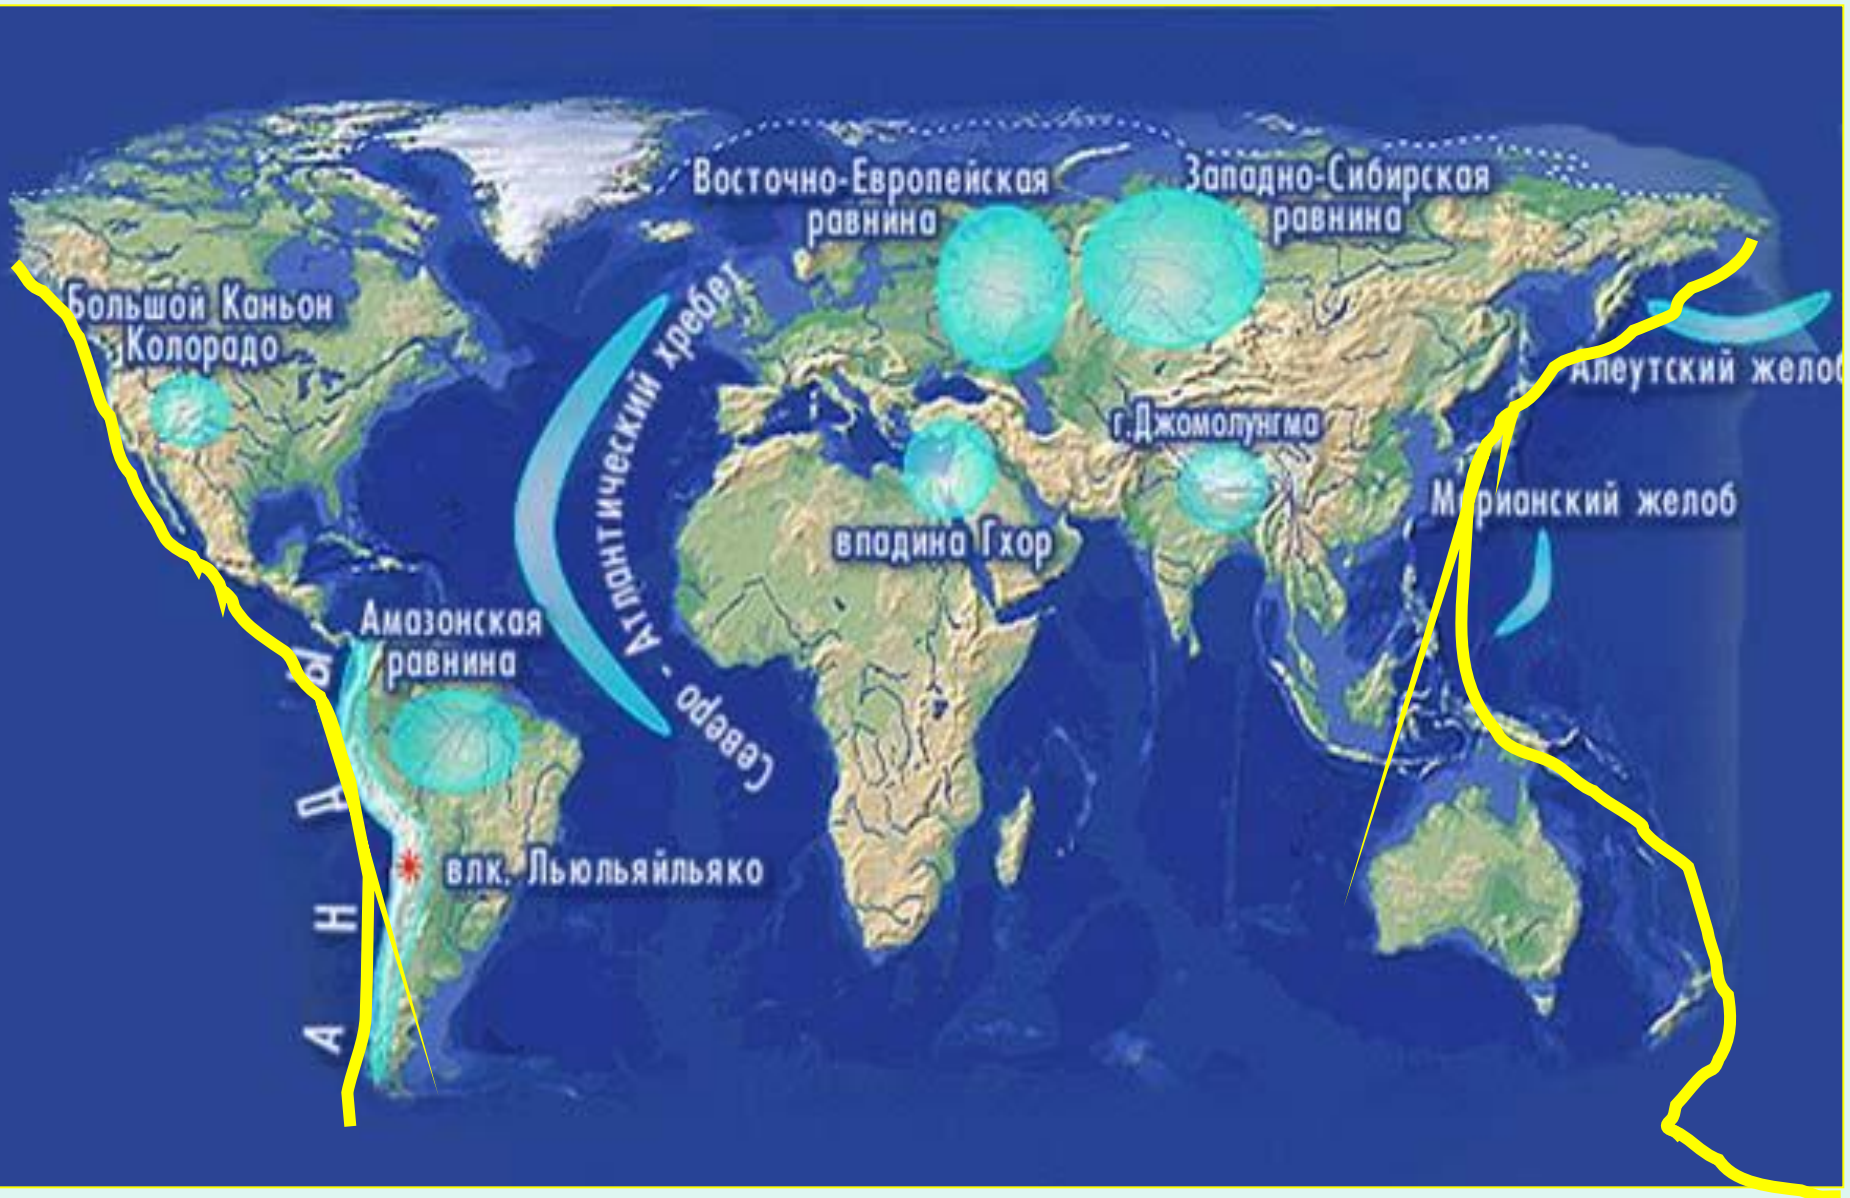 Восточно-Европейская
равнина
Западно-Сибирская
равнина
Большой Каньон
Колорадо
Северо - Атлантический хребет
Алеутский желоб
г.Джомолунгма
Марианский желоб
впадина Гхор
Амазонская
равнина
АНДЫ
влк. Льюльяйльяко